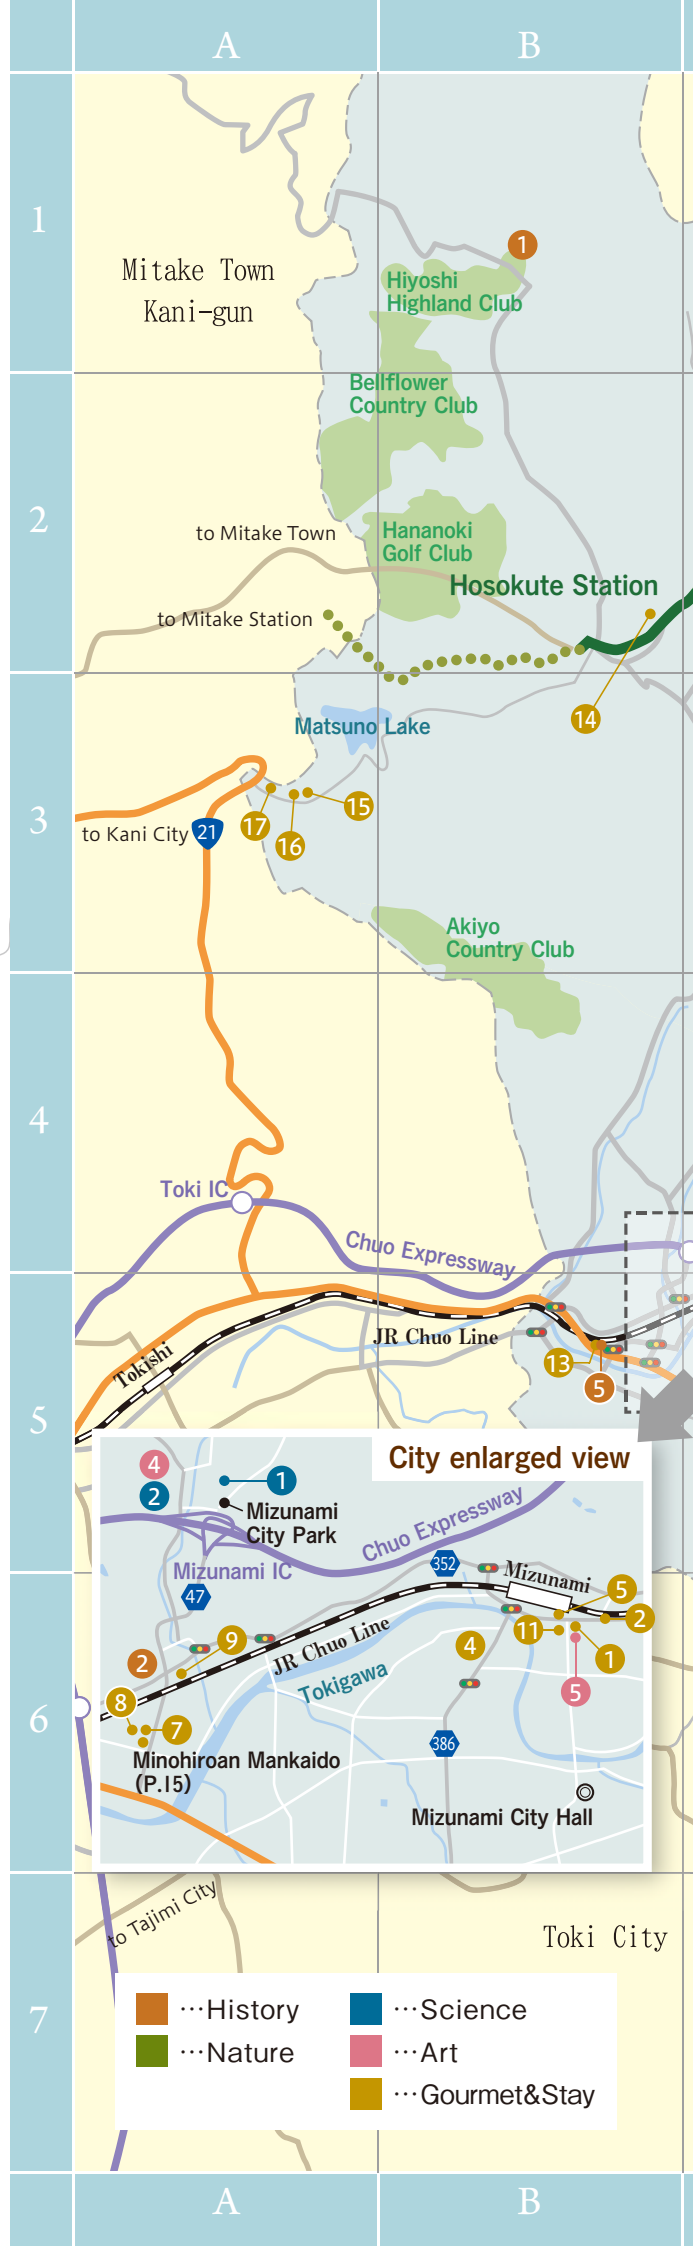 A
B
1
1
Mitake Town
Kani-gun
Hiyoshi
Highland Club
Bellflower
Country Club
2
Hananoki
Golf Club
to Mitake Town
Hosokute Station
to Mitake Station
14
Matsuno Lake
3
15
17
16
to Kani City
21
Akiyo
Country Club
4
Toki IC
Chuo Expressway
JR Chuo Line
Tokishi
13
5
5
City enlarged view
4
1
2
Mizunami
City Park
Chuo Expressway
Mizunami IC
352
Mizunami
47
5
2
11
9
JR Chuo Line
4
1
2
Tokigawa
5
8
7
6
386
Minohiroan Mankaido
(P.15)
Mizunami City Hall
to Tajimi City
Toki City
7
…History
…Science
…Nature
…Art
…Gourmet&Stay
A
B